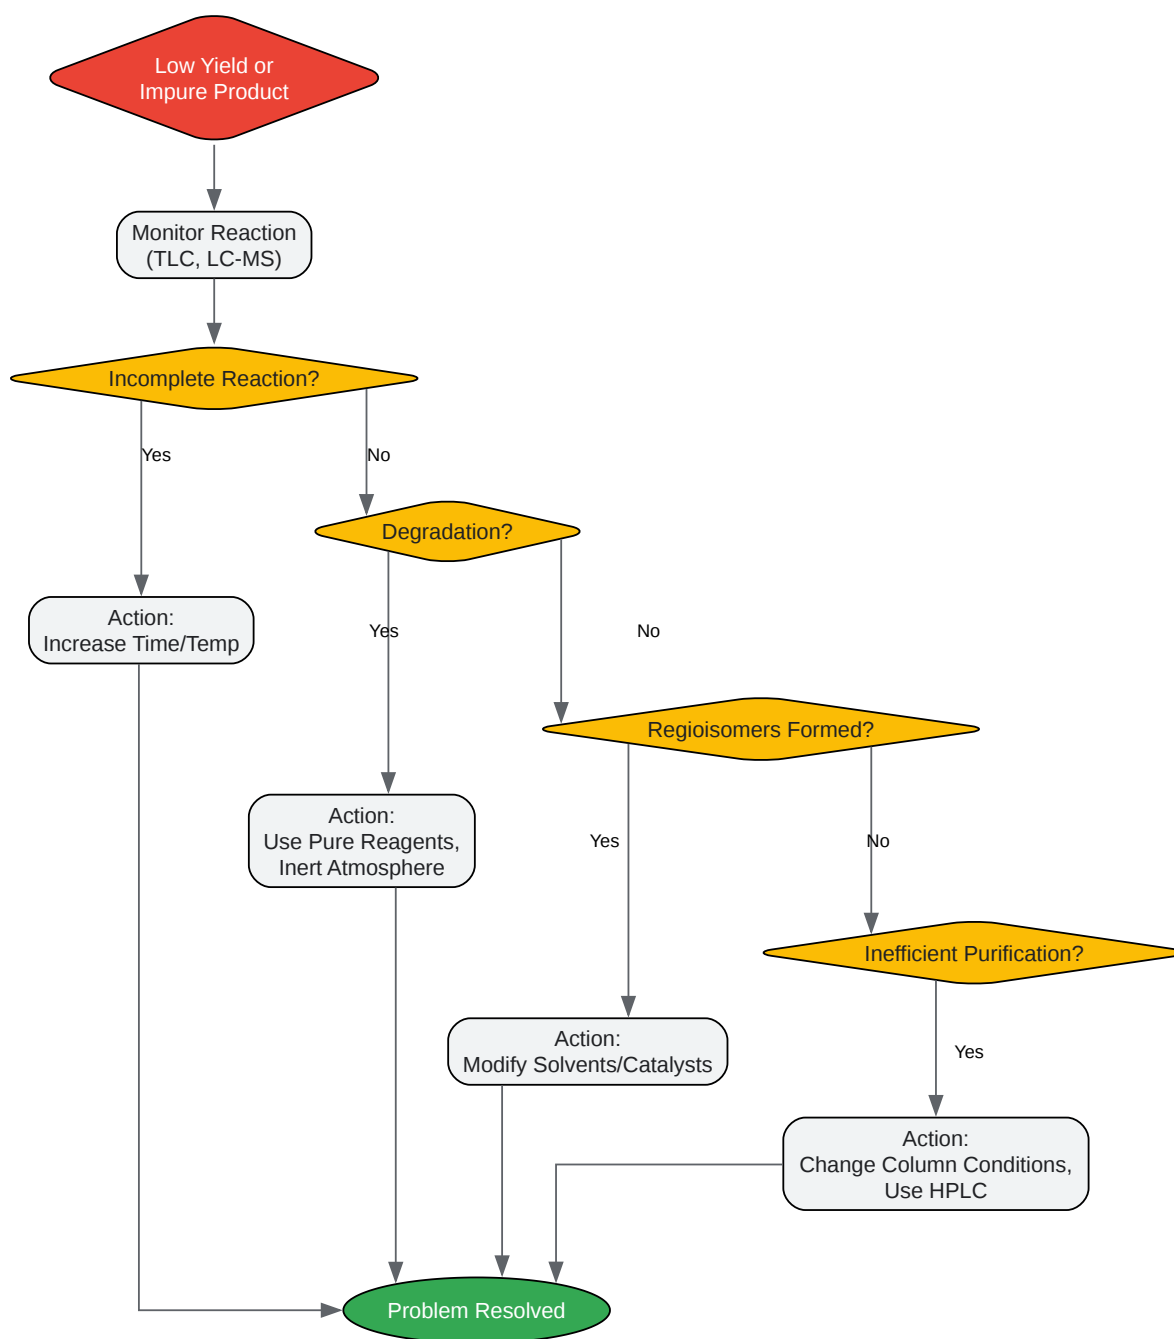 Low Yield or
Impure Product
Monitor Reaction
(TLC, LC-MS)
Incomplete Reaction?
Yes
No
Degradation?
Action:
Increase Time/Temp
Yes
No
Regioisomers Formed?
Action:
Use Pure Reagents,
Inert Atmosphere
Yes
No
Inefficient Purification?
Action:
Modify Solvents/Catalysts
Yes
Action:
Change Column Conditions,
Use HPLC
Problem Resolved